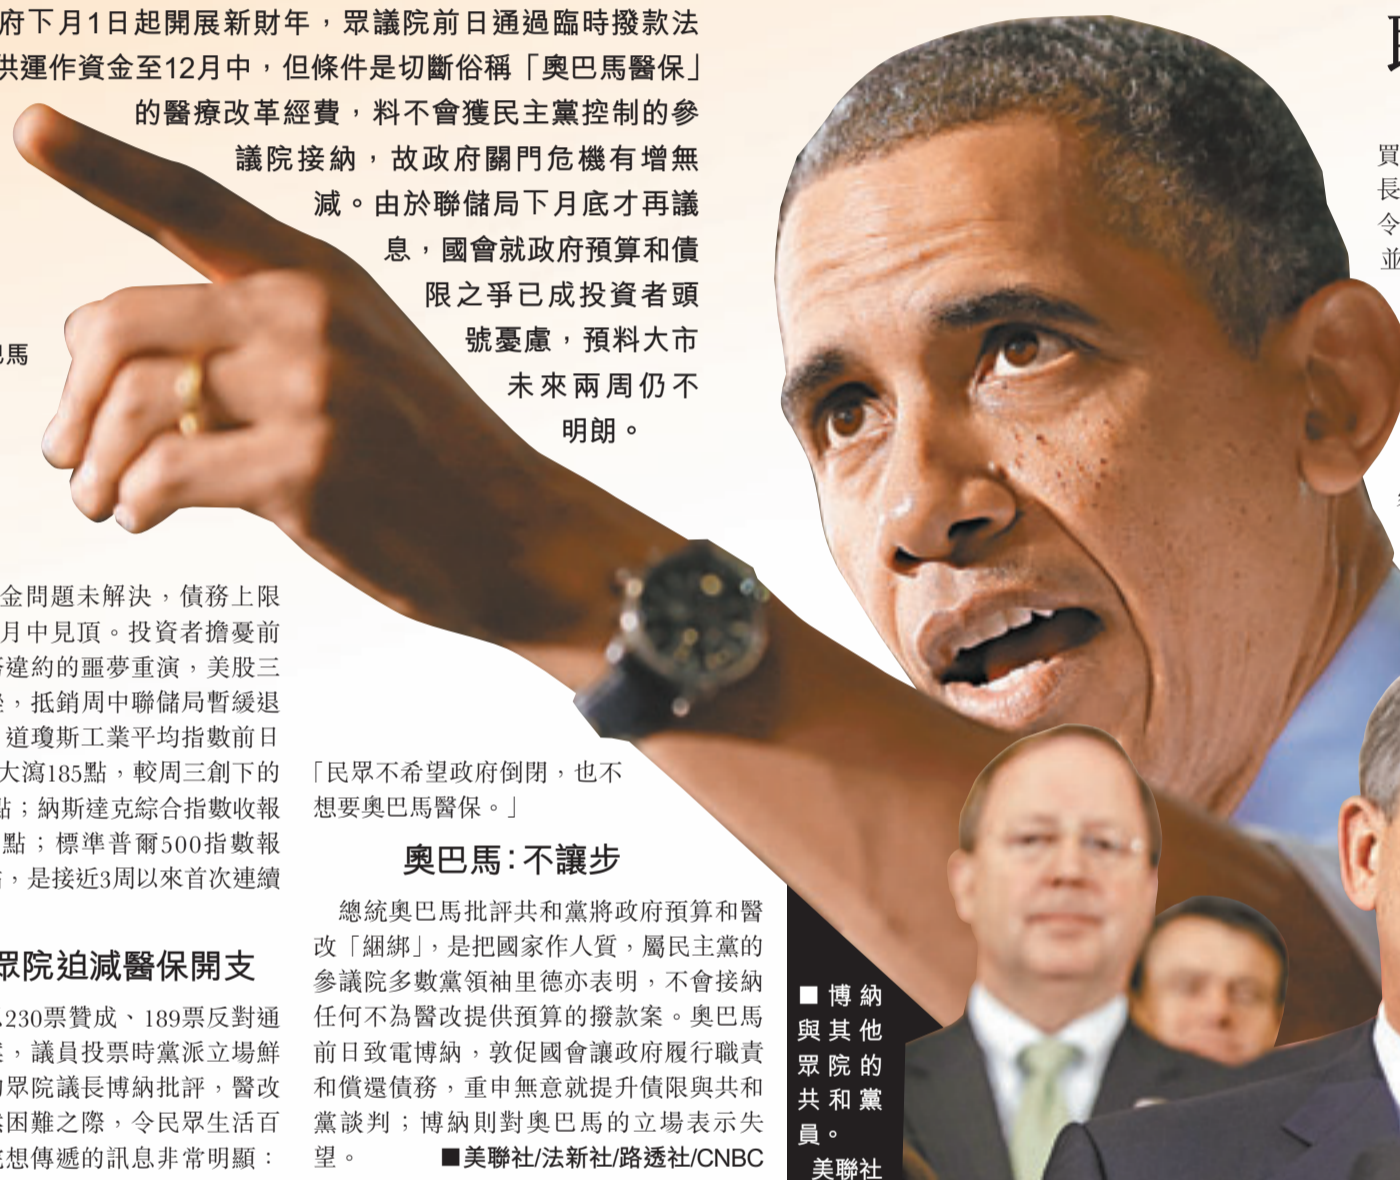 府下月1日起開展新財年，眾議院前日通過臨時撥款法
供運作資金至12月中，但條件是切斷俗稱「奧巴馬醫保」
的醫療改革經費，料不會獲民主黨控制的參
議院接納，故政府關門危機有增無
減。由於聯儲局下月底才再議
息，國會就政府預算和債
限之爭已成投資者頭
號憂慮，預料大市
未來兩周仍不
明朗。
馬
金問題未解決，債務上限
月中見頂。投資者擔憂前
違約的噩夢重演，美股三
，抵銷周中聯儲局暫緩退
道瓊斯工業平均指數前日
大瀉185點，較周三創下的
點；納斯達克綜合指數收報
點；標準普爾500指數報
，是接近3周以來首次連續
眾院迫減醫保開支
230票贊成、189票反對通
，議員投票時黨派立場鮮
眾院議長博納批評，醫改
困難之際，令民眾生活百
想傳遞的訊息非常明顯：
「民眾不希望政府倒閉，也不
想要奧巴馬醫保。」
奧巴馬：不讓步
總統奧巴馬批評共和黨將政府預算和醫
改「綑綁」，是把國家作人質，屬民主黨的
參議院多數黨領袖里德亦表明，不會接納
任何不為醫改提供預算的撥款案。奧巴馬
前日致電博納，敦促國會讓政府履行職責
和償還債務，重申無意就提升債限與共和
黨談判；博納則對奧巴馬的立場表示失
望。 ■美聯社/法新社/路透社/CNBC
■博納
與其他
眾院的
共和黨
員。
美聯社
買
長
令
並